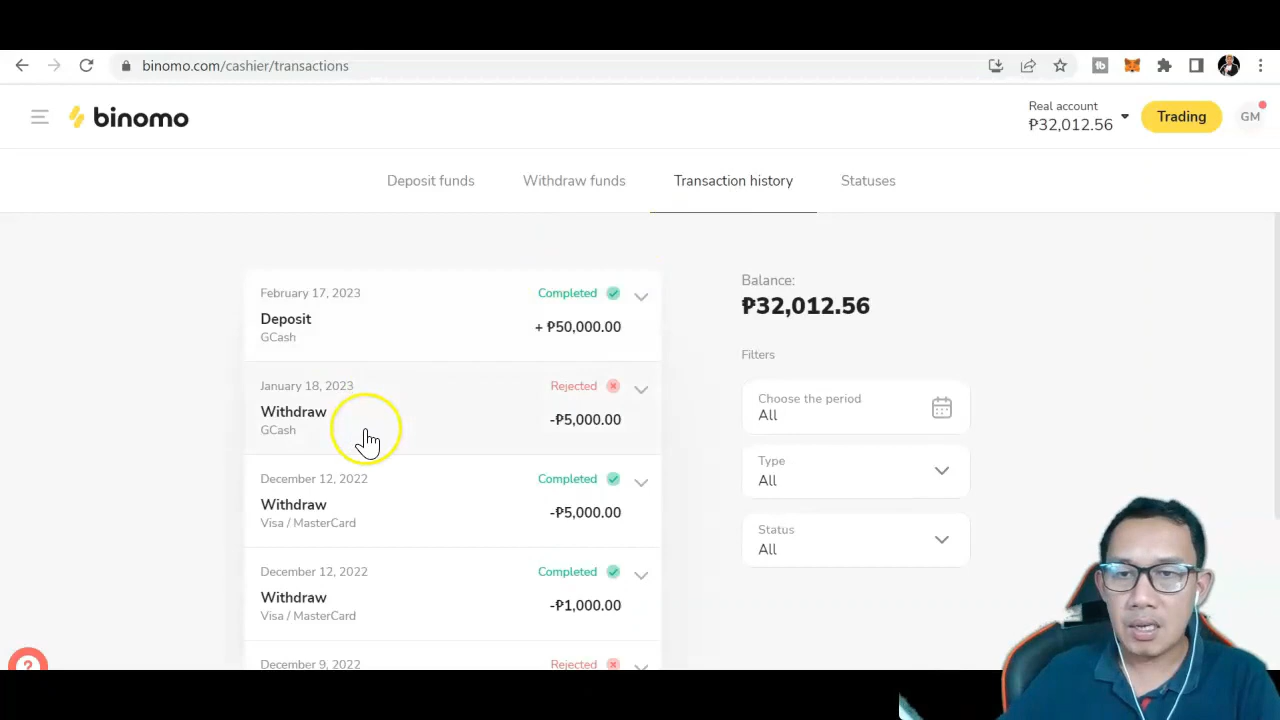 binomo.com/cashier/transactions
binomo
Real account
₱32,012.56
Trading
GM
Deposit funds
Withdraw funds
Transaction history
Statuses
February 17, 2023
Completed
Deposit
+ ₱50,000.00
GCash
January 18, 2023
Rejected
Withdraw
-₱5,000.00
GCash
December 12, 2022
Completed
Withdraw
-₱5,000.00
Visa / MasterCard
December 12, 2022
Completed
Withdraw
-₱1,000.00
Visa / MasterCard
December 9, 2022
Rejected
Balance:
₱32,012.56
Filters
Choose the period
All
Type
All
Status
All
?